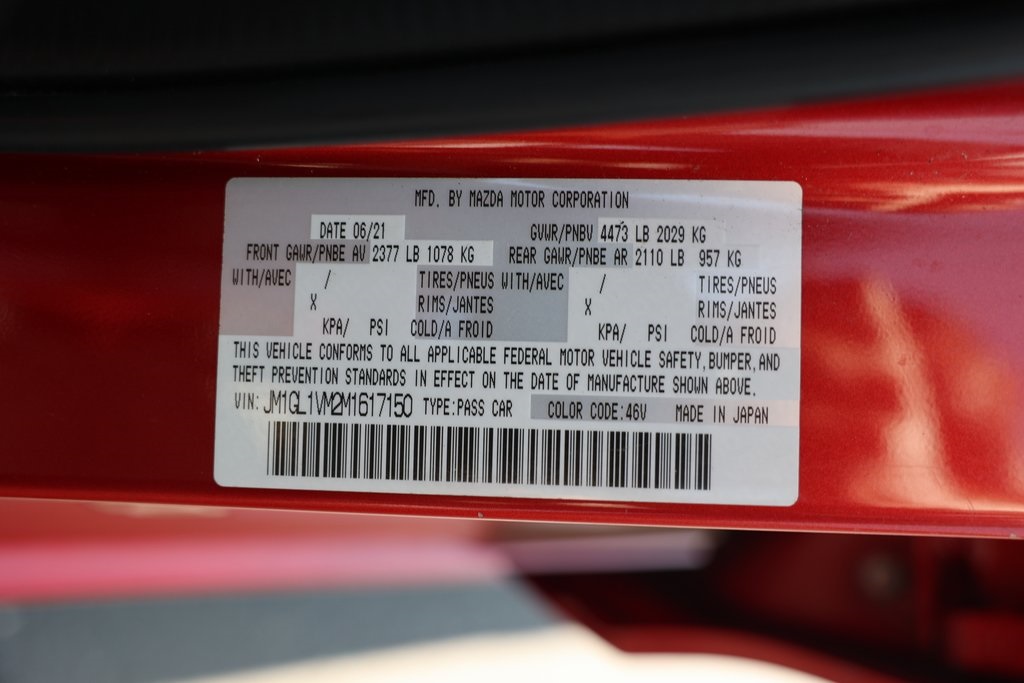 MFD. BY MAZDA MOTOR CORPORATION
DATE 06/21 GVWR/PNBV 4473 LB 2029 KG
FRONT GAWR/PNBE AV 2377 LB 1078 KG REAR GAWR/PNBE AR 2110 LB 957 KG
WITH/AVEC / TIRES/PNEUS WITH/AVEC / TIRES/PNEUS
X RIMS/JANTES X RIMS/JANTES
KPA/ PSI COLD/A FROID KPA/ PSI COLD/A FROID
THIS VEHICLE CONFORMS TO ALL APPLICABLE FEDERAL MOTOR VEHICLE SAFETY, BUMPER, AND
THEFT PREVENTION STANDARDS IN EFFECT ON THE DATE OF MANUFACTURE SHOWN ABOVE.
VIN: JM1GL1VM2M1617150 TYPE:PASS CAR COLOR CODE:46V MADE IN JAPAN